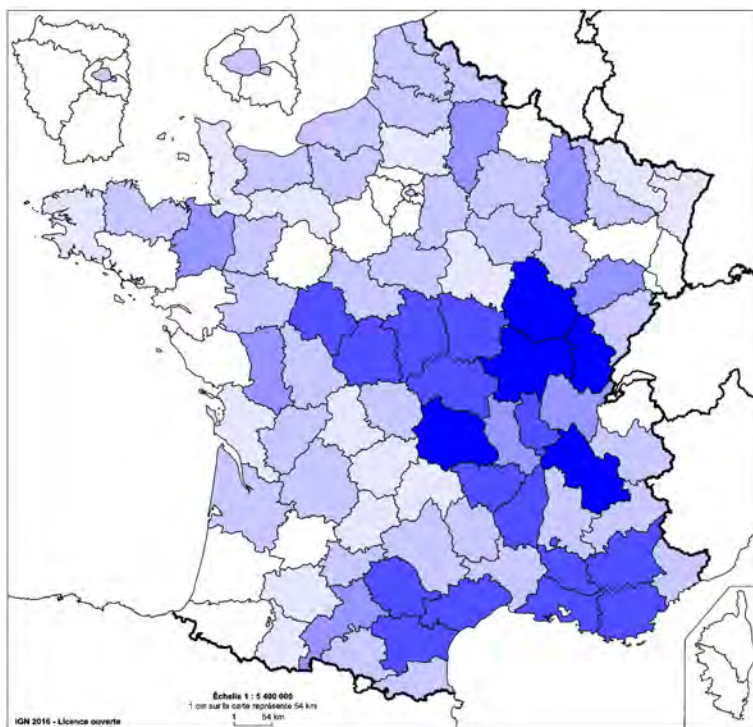 Échelle 1 : 5 400 000
1 cm sur la carte représente 54 km
1 54 km
IGN 2016 - Licence ouverte